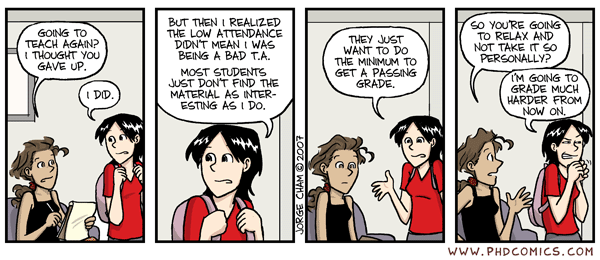 GOING TO
TEACH AGAIN?
I THOUGHT YOU
GAVE UP.
I DID.
BUT THEN I REALIZED
THE LOW ATTENDANCE
DIDN'T MEAN I WAS
BEING A BAD T.A.
MOST STUDENTS
JUST DON'T FIND THE
MATERIAL AS INTER-
ESTING AS I DO.
JORGE CHAM © 2007
THEY JUST
WANT TO DO
THE MINIMUM TO
GET A PASSING
GRADE.
SO YOU'RE GOING
TO RELAX AND
NOT TAKE IT SO
PERSONALLY?
I'M GOING TO
GRADE MUCH
HARDER FROM
NOW ON.
WWW.PHDCOMICS.COM